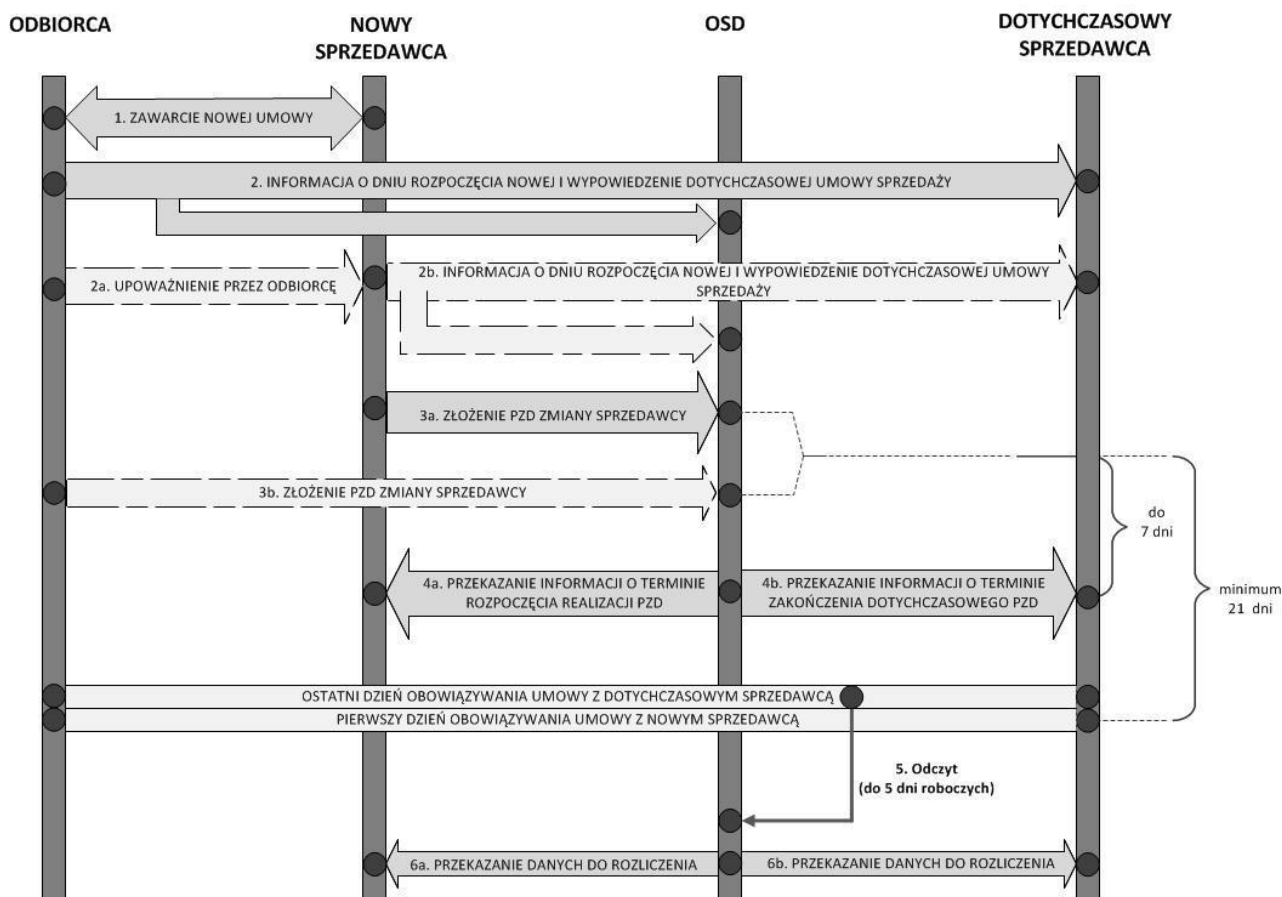 ODBIORCA
NOWY
SPRZEDAWCA
OSD
DOTYCHCZASOWY
SPRZEDAWCA
1. ZAWARCIE NOWEJ UMOWY
2. INFORMACJA O DNIU ROZPOCZĘCIA NOWEJ I WYPOWIEDZENIE DOTYCHCZASOWEJ UMOWY SPRZEDAŻY
2a. UPOWAŻNIENIE PRZEZ ODBIORCĘ
2b. INFORMACJA O DNIU ROZPOCZĘCIA NOWEJ I WYPOWIEDZENIE DOTYCHCZASOWEJ UMOWY
SPRZEDAŻY
3a. ZŁOŻENIE PZD ZMIANY SPRZEDAWCY
3b. ZŁOŻENIE PZD ZMIANY SPRZEDAWCY
do
7 dni
4a. PRZEKAZANIE INFORMACJI O TERMINIE
ROZPOCZĘCIA REALIZACJI PZD
4b. PRZEKAZANIE INFORMACJI O TERMINIE
ZAKOŃCZENIA DOTYCHCZASOWEGO PZD
minimum
21 dni
OSTATNI DZIEŃ OBOWIĄZYWANIA UMOWY Z DOTYCHCZASOWYM SPRZEDAWCĄ
PIERWSZY DZIEŃ OBOWIĄZYWANIA UMOWY Z NOWYM SPRZEDAWCĄ
5. Odczyt
(do 5 dni roboczych)
6a. PRZEKAZANIE DANYCH DO ROZLICZENIA
6b. PRZEKAZANIE DANYCH DO ROZLICZENIA